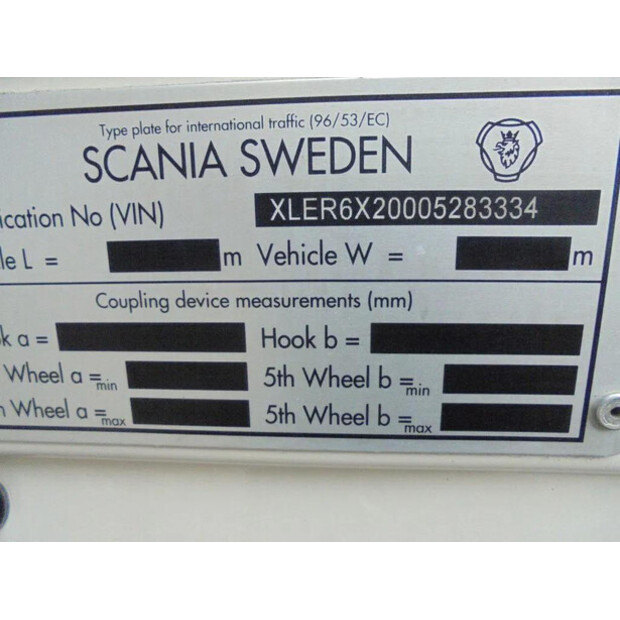 Type plate for international traffic (96/53/EC)
SCANIA SWEDEN
ication No (VIN) XLER6X20005283334
le L = m Vehicle W = m
Coupling device measurements (mm)
k a = Hook b =
Wheel a = min 5th Wheel b = min
h Wheel a = max 5th Wheel b = max